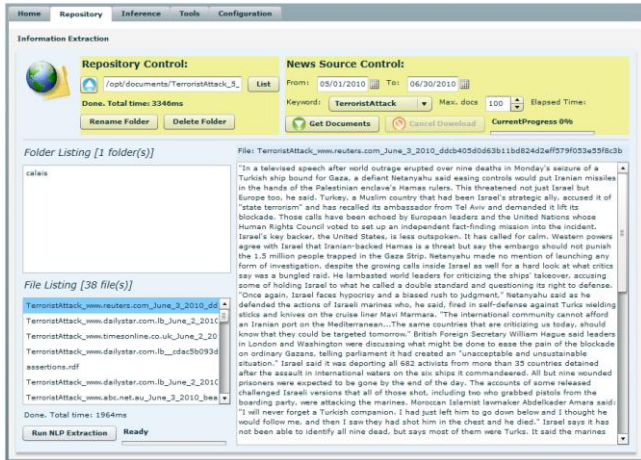 Home Repository Inference Tools Configuration
Information Extraction
Repository Control:
/opt/documents/TerroristAttack_5_ List
Done. Total time: 3346ms
Rename Folder Delete Folder
News Source Control:
From: 05/01/2010 To: 06/30/2010
Keyword: TerroristAttack Max. docs 100 Elapsed Time:
Get Documents Cancel Download CurrentProgress 0%
Folder Listing [1 folder(s)]
calais
File Listing [38 file(s)]
TerroristAttack_www.reuters.com_June_3_2010_ddc
TerroristAttack_www.dailystar.com.lb_June_2_2010
TerroristAttack_www.timesonline.co.uk_June_2_20
TerroristAttack_www.dailystar.com.lb__cdac5b093d
assertions.rdf
TerroristAttack_www.dailystar.com.lb_June_2_2010
TerroristAttack_www.abc.net.au_June_3_2010_bea
Done. Total time: 1964ms
Run NLP Extraction Ready
File: TerroristAttack_www.reuters.com_June_3_2010_ddcb405d0d63b11bd824d2eff579f053e55f8c3b
"In a televised speech after world outrage erupted over nine deaths in Monday's seizure of a
Turkish ship bound for Gaza, a defiant Netanyahu said easing controls would put Iranian missiles
in the hands of the Palestinian enclave's Hamas rulers. This threatened not just Israel but
Europe too, he said. Turkey, a Muslim country that had been Israel's strategic ally, accused it of
"state terrorism" and has recalled its ambassador from Tel Aviv and demanded it lift its
blockade. Those calls have been echoed by European leaders and the United Nations whose
Human Rights Council voted to set up an independent fact-finding mission into the incident.
Israel's key backer, the United States, is less outspoken. It has called for calm. Western powers
agree with Israel that Iranian-backed Hamas is a threat but say the embargo should not punish
the 1.5 million people trapped in the Gaza Strip. Netanyahu made no mention of launching any
form of investigation, despite the growing calls inside Israel as well for a hard look at what critics
say was a bungled raid. He lambasted world leaders for criticizing the ships' takeover, accusing
some of holding Israel to what he called a double standard and questioning its right to defense.
"Once again, Israel faces hypocrisy and a biased rush to judgment," Netanyahu said as he
defended the actions of Israeli marines who, he said, fired in self-defense against Turks wielding
sticks and knives on the cruise liner Mavi Marmara. "The international community cannot afford
an Iranian port on the Mediterranean...The same countries that are criticizing us today, should
know that they could be targeted tomorrow." British Foreign Secretary William Hague said leaders
in London and Washington were discussing what might be done to ease the pain of the blockade
on ordinary Gazans, telling parliament it had created an "unacceptable and unsustainable
situation." Israel said it was deporting all 682 activists from more than 35 countries detained
after the assault in international waters on the six ships it commandeered. All but nine wounded
prisoners were expected to be gone by the end of the day. The accounts of some released
challenged Israeli versions that all of those shot, including two who grabbed pistols from the
boarding party, were attacking the marines. Moroccan Islamist lawmaker Abdelkader Amara said:
"I will never forget a Turkish companion. I had just left him to go down below and I thought he
would follow me, and then I saw they had shot him in the chest and he died." Israel says it has
not been able to identify all nine dead, but says most of them were Turks. It said the marines